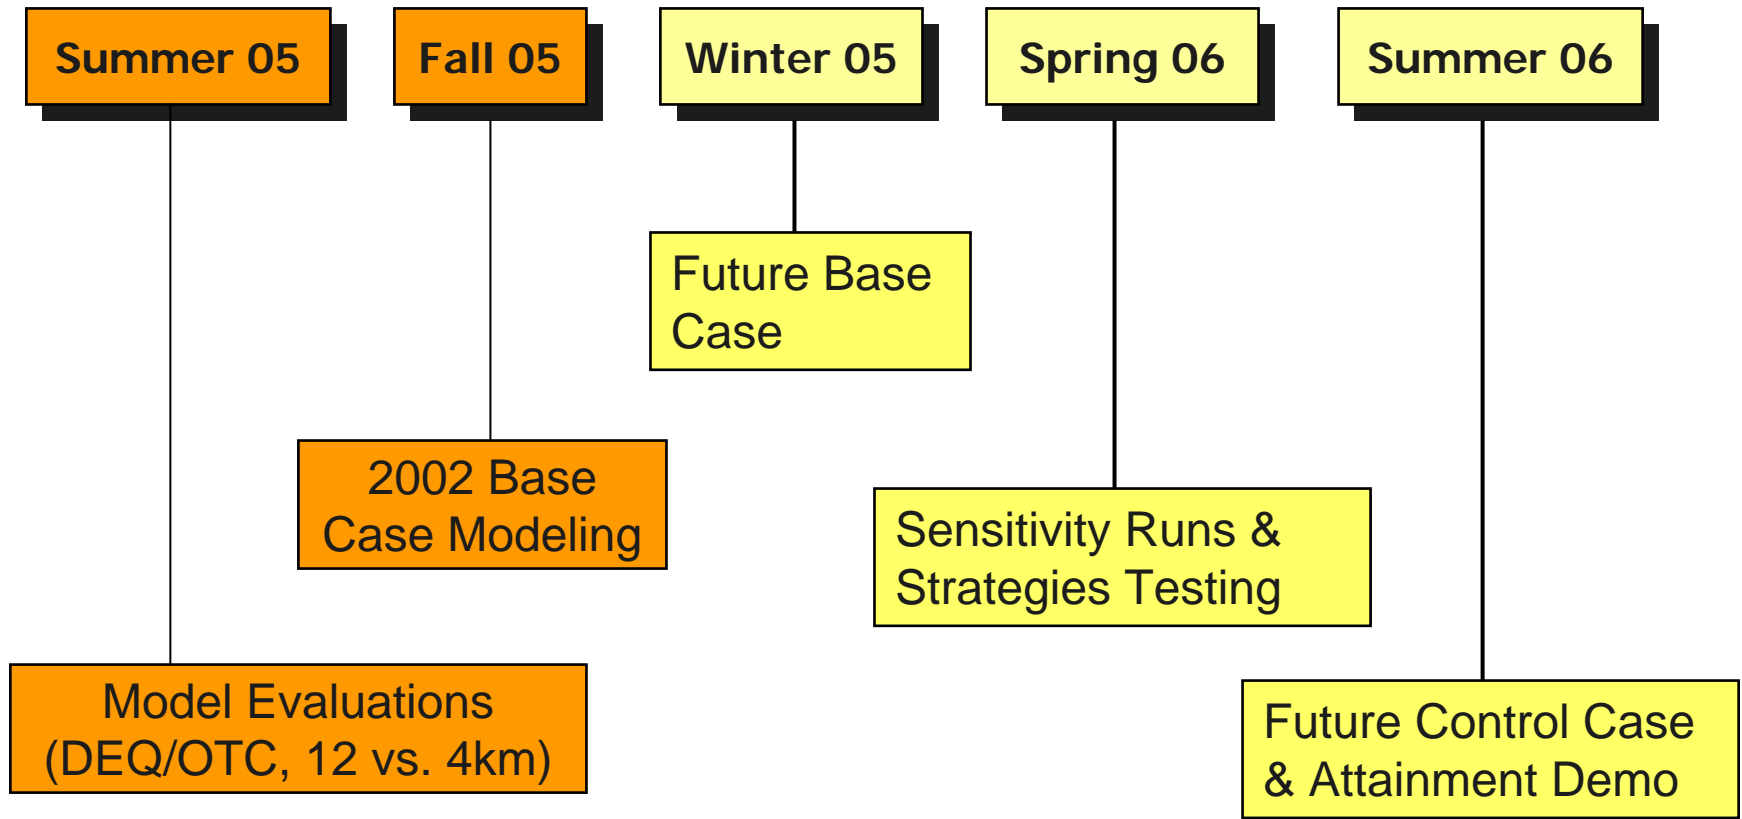 Summer 05
Fall 05
Winter 05
Spring 06
Summer 06
Future Base
Case
2002 Base
Case Modeling
Sensitivity Runs &
Strategies Testing
Model Evaluations
(DEQ/OTC, 12 vs. 4km)
Future Control Case
& Attainment Demo